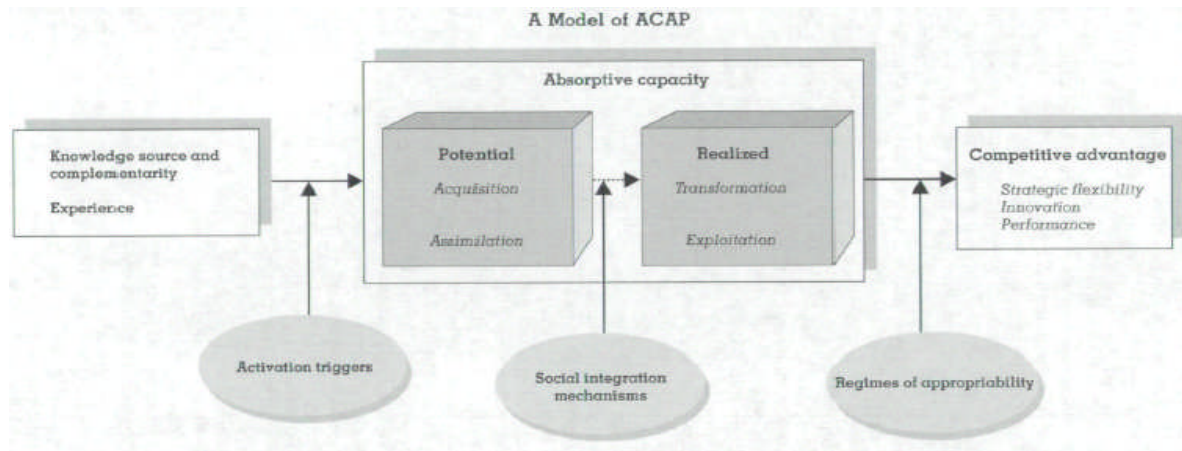 A Model of ACAP
Absorptive capacity
Knowledge source and
complementarity
Experience
Potential
Acquisition
Assimilation
Realized
Transformation
Exploitation
Competitive advantage
Strategic flexibility
Innovation
Performance
Activation triggers
Social integration
mechanisms
Regimes of appropriability